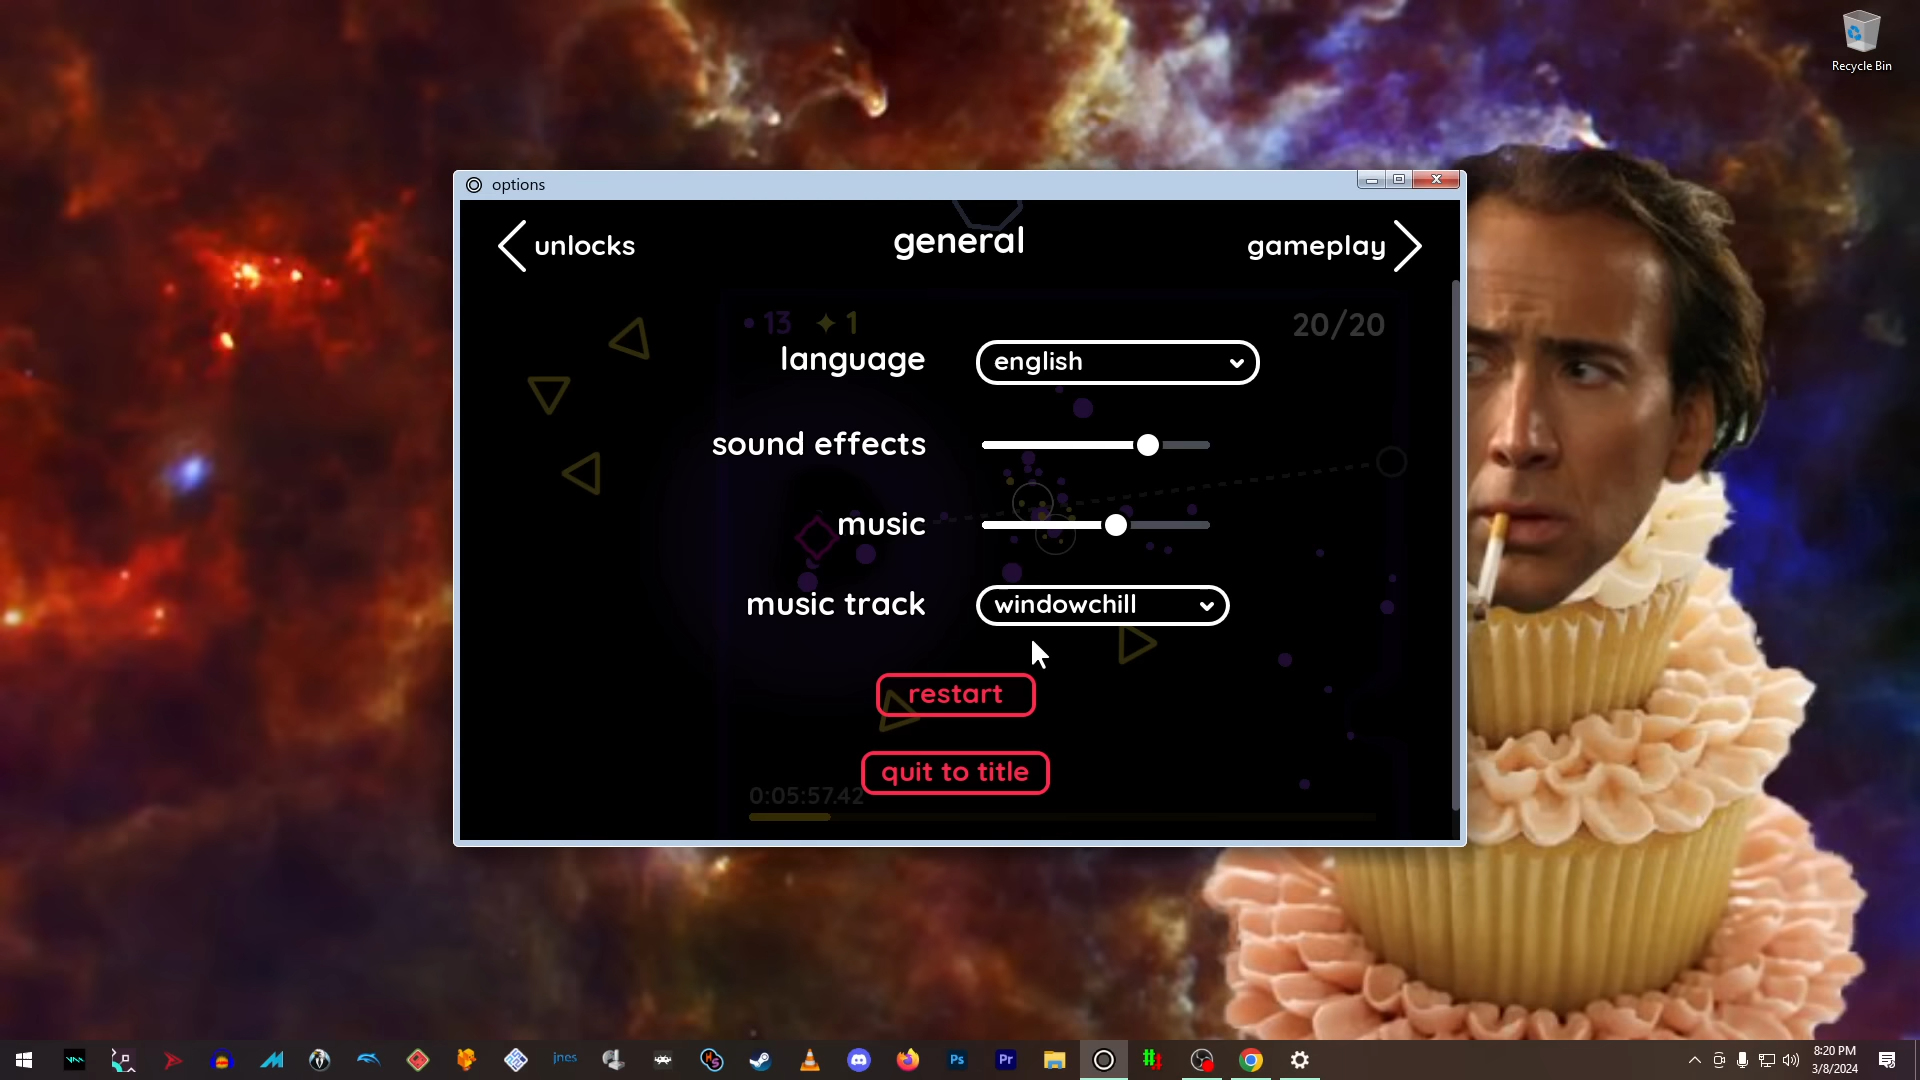 Recycle Bin
options
unlocks
general
gameplay
13 1
20/20
language
english
sound effects
music
music track
windowchill
restart
quit to title
0:05:57.42
jnes
Ps
Pr
8:20 PM
3/8/2024